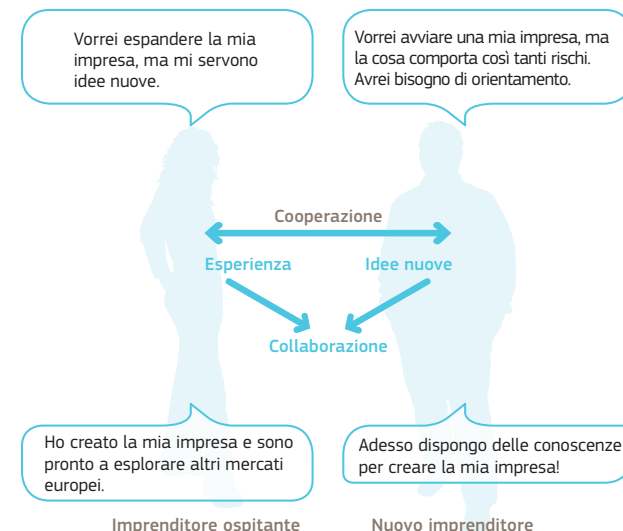 Vorrei espandere la mia
impresa, ma mi servono
idee nuove.
Vorrei avviare una mia impresa, ma
la cosa comporta così tanti rischi.
Avrei bisogno di orientamento.
Cooperazione
Esperienza
Idee nuove
Collaborazione
Ho creato la mia impresa e sono
pronto a esplorare altri mercati
europei.
Adesso dispongo delle conoscenze
per creare la mia impresa!
Imprenditore ospitante
Nuovo imprenditore